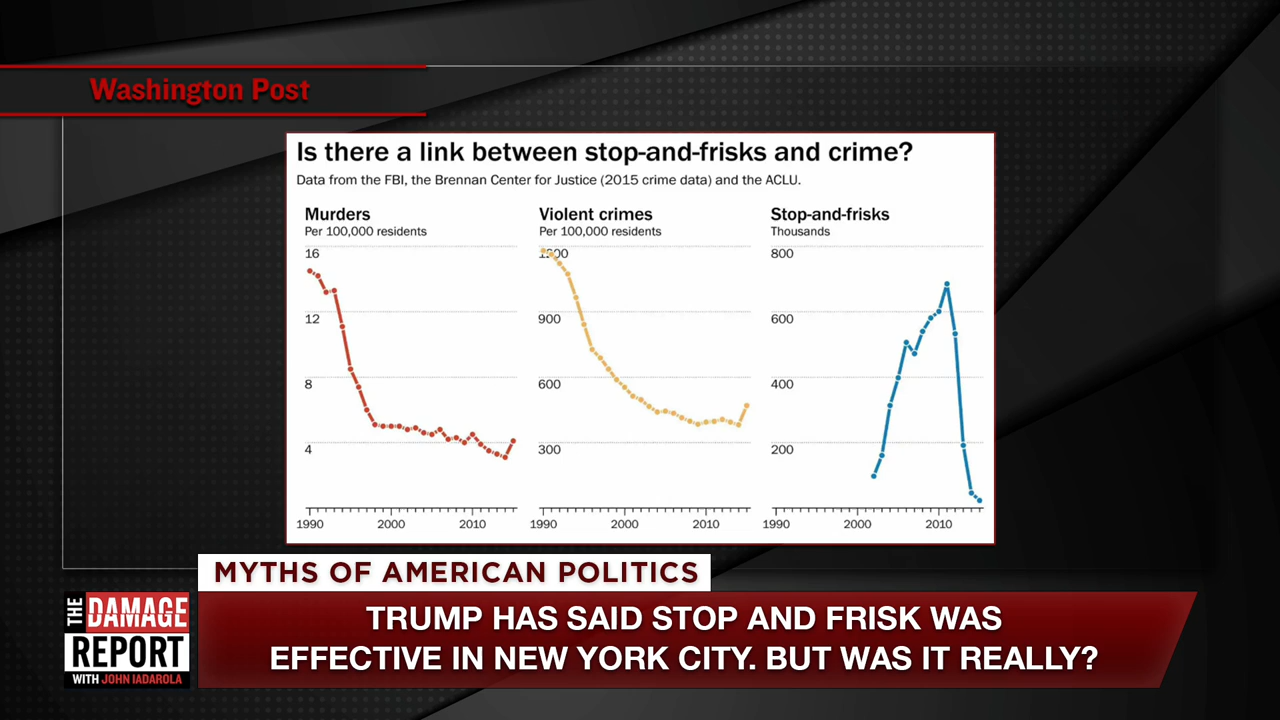 Washington Post
Is there a link between stop-and-frisks and crime?
Data from the FBI, the Brennan Center for Justice (2015 crime data) and the ACLU.
Murders
Per 100,000 residents
16
12
8
4
1990 2000 2010
Violent crimes
Per 100,000 residents
1200
900
600
300
1990 2000 2010
Stop-and-frisks
Thousands
800
600
400
200
1990 2000 2010
MYTHS OF AMERICAN POLITICS
TRUMP HAS SAID STOP AND FRISK WAS
EFFECTIVE IN NEW YORK CITY. BUT WAS IT REALLY?
THE
DAMAGE
REPORT
WITH JOHN IADAROLA